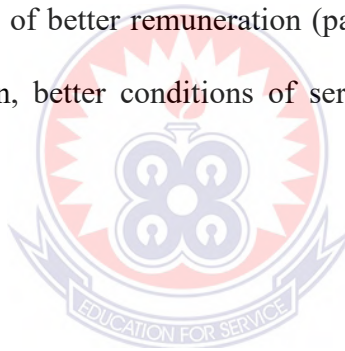 of better remuneration (pa
n, better conditions of ser
EDUCATION FOR SERVICE